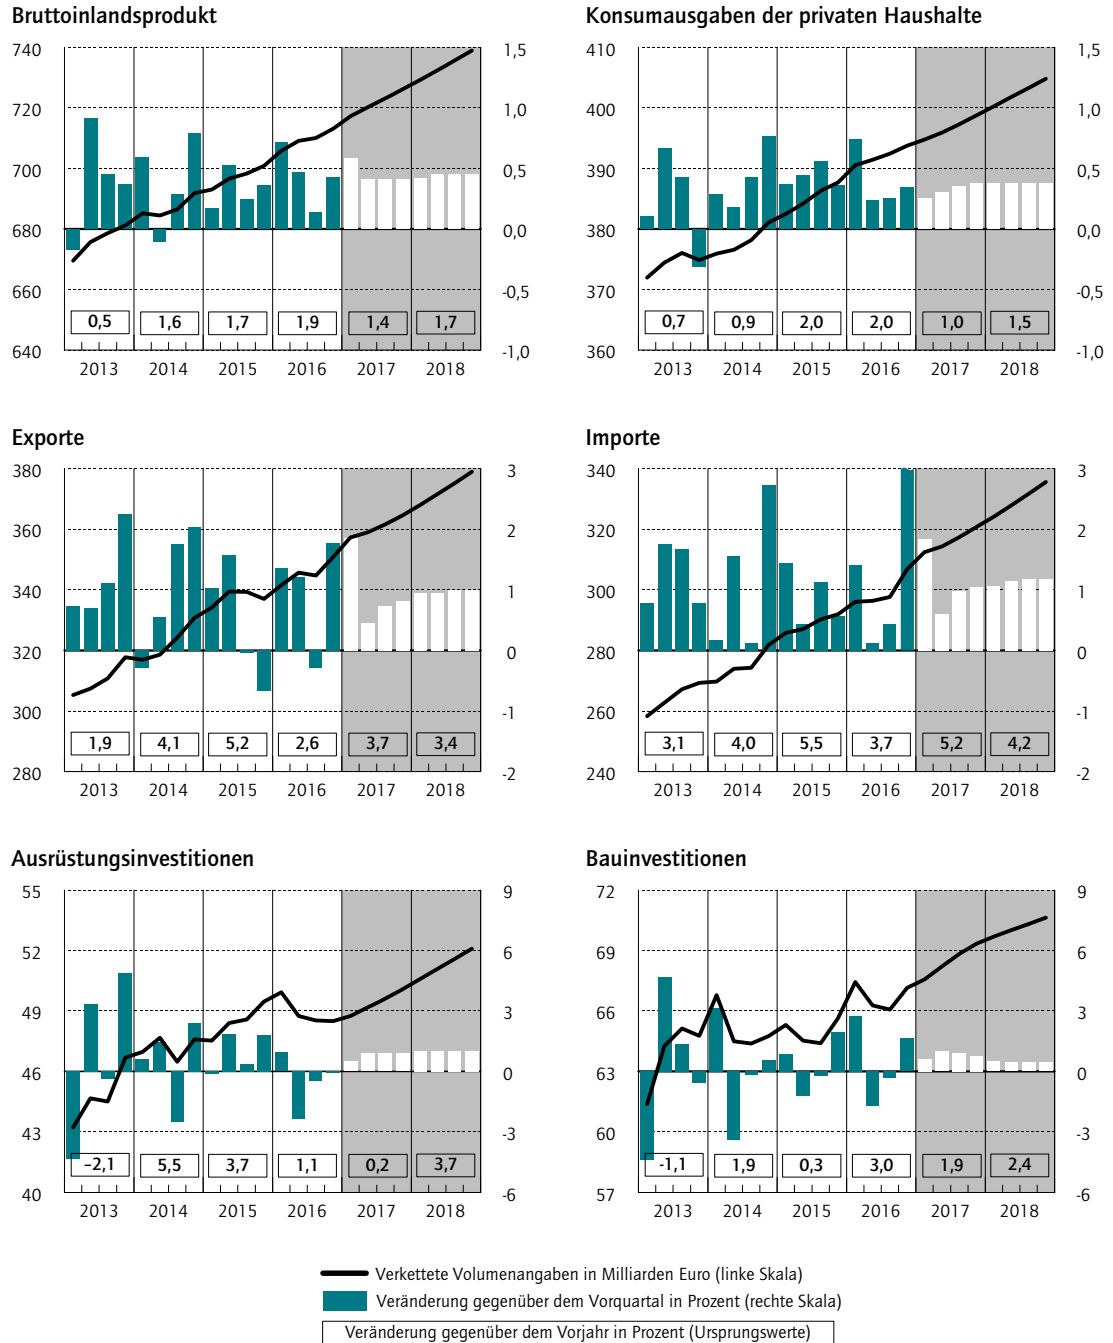 Bruttoinlandsprodukt
740 1,5
720 1,0
700 0,5
680 0,0
660 -0,5
0,5 1,6 1,7 1,9 1,4 1,7
640 -1,0
2013 2014 2015 2016 2017 2018
Konsumausgaben der privaten Haushalte
410 1,5
400 1,0
390 0,5
380 0,0
370 -0,5
0,7 0,9 2,0 2,0 1,0 1,5
360 -1,0
2013 2014 2015 2016 2017 2018
Exporte
380 3
360 2
340 1
320 0
300 -1
1,9 4,1 5,2 2,6 3,7 3,4
280 -2
2013 2014 2015 2016 2017 2018
Importe
340 3
320 2
300 1
280 0
260 -1
3,1 4,0 5,5 3,7 5,2 4,2
240 -2
2013 2014 2015 2016 2017 2018
Ausrüstungsinvestitionen
55 9
52 6
49 3
46 0
43 -3
–2,1 5,5 3,7 1,1 0,2 3,7
40 -6
2013 2014 2015 2016 2017 2018
Bauinvestitionen
72 9
69 6
66 3
63 0
60 -3
-1,1 1,9 0,3 3,0 1,9 2,4
57 -6
2013 2014 2015 2016 2017 2018
Verkettete Volumenangaben in Milliarden Euro (linke Skala)
Veränderung gegenüber dem Vorquartal in Prozent (rechte Skala)
Veränderung gegenüber dem Vorjahr in Prozent (Ursprungswerte)